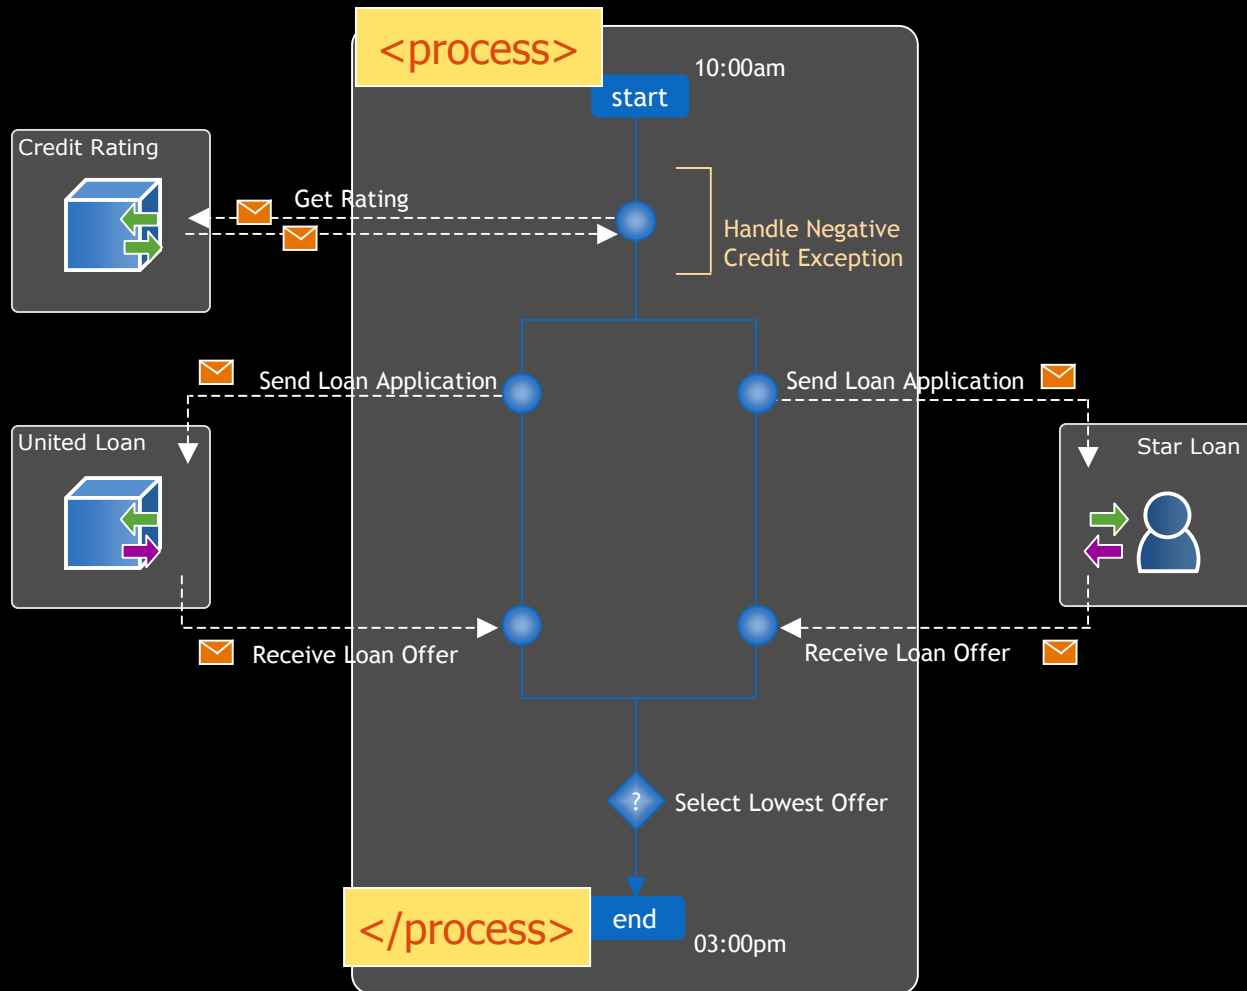 <process>
10:00am
start
Credit Rating
Get Rating
Handle Negative
Credit Exception
Send Loan Application
Send Loan Application
United Loan
Star Loan
Receive Loan Offer
Receive Loan Offer
?
Select Lowest Offer
</process>
end
03:00pm